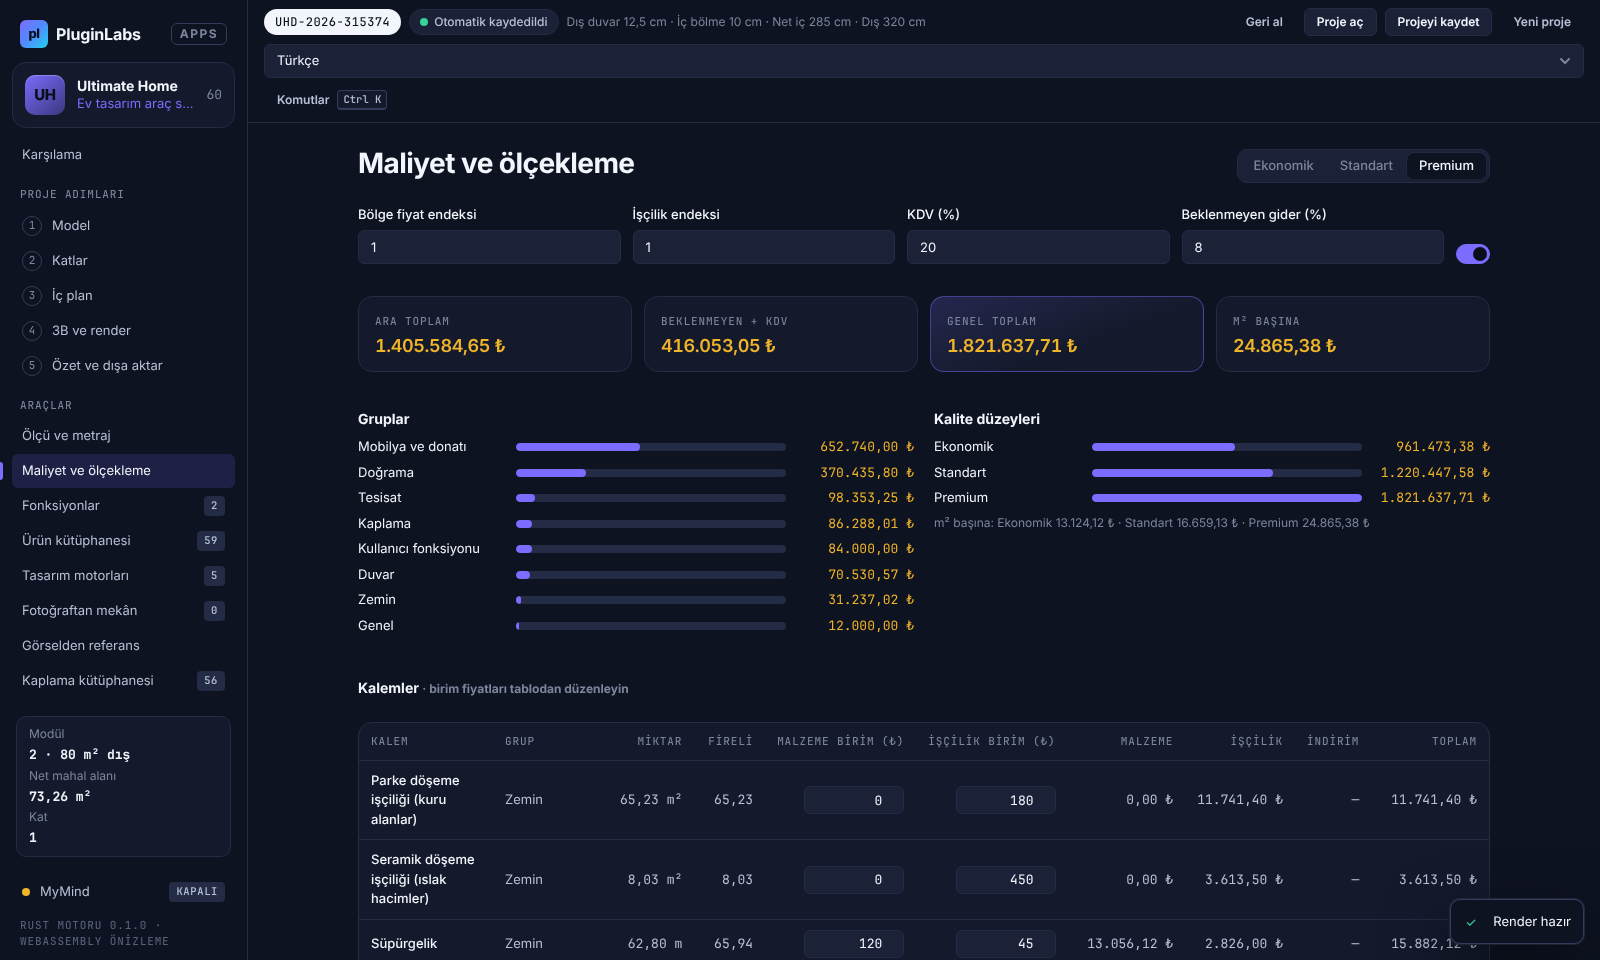 pl PluginLabs APPS
UH Ultimate Home
Ev tasarım araç s... 60
Karşılama
PROJE ADIMLARI
1 Model
2 Katlar
3 İç plan
4 3B ve render
5 Özet ve dışa aktar
ARAÇLAR
Ölçü ve metraj
Maliyet ve ölçekleme
Fonksiyonlar 2
Ürün kütüphanesi 59
Tasarım motorları 5
Fotoğraftan mekân 0
Görselden referans
Kaplama kütüphanesi 56
Modül
2 · 80 m² dış
Net mahal alanı
73,26 m²
Kat
1
MyMind KAPALI
RUST MOTORU 0.1.0 ·
WEBASSEMBLY ÖNİZLEME
UHD-2026-315374 Otomatik kaydedildi Dış duvar 12,5 cm · İç bölme 10 cm · Net iç 285 cm · Dış 320 cm Geri al Proje aç Projeyi kaydet Yeni proje
Türkçe
Komutlar Ctrl K
Maliyet ve ölçekleme Ekonomik Standart Premium
Bölge fiyat endeksi İşçilik endeksi KDV (%) Beklenmeyen gider (%)
1 1 20 8
ARA TOPLAM BEKLENMEYEN + KDV GENEL TOPLAM M² BAŞINA
1.405.584,65 ₺ 416.053,05 ₺ 1.821.637,71 ₺ 24.865,38 ₺
Gruplar
Mobilya ve donatı 652.740,00 ₺
Doğrama 370.435,80 ₺
Tesisat 98.353,25 ₺
Kaplama 86.288,01 ₺
Kullanıcı fonksiyonu 84.000,00 ₺
Duvar 70.530,57 ₺
Zemin 31.237,02 ₺
Genel 12.000,00 ₺
Kalite düzeyleri
Ekonomik 961.473,38 ₺
Standart 1.220.447,58 ₺
Premium 1.821.637,71 ₺
m² başına: Ekonomik 13.124,12 ₺ · Standart 16.659,13 ₺ · Premium 24.865,38 ₺
Kalemler · birim fiyatları tablodan düzenleyin
KALEM GRUP MİKTAR FİRELİ MALZEME BİRİM (₺) İŞÇİLİK BİRİM (₺) MALZEME İŞÇİLİK İNDİRİM TOPLAM
Parke döşeme
işçiliği (kuru
alanlar)
Zemin 65,23 m² 65,23 0 180 0,00 ₺ 11.741,40 ₺ — 11.741,40 ₺
Seramik döşeme
işçiliği (ıslak
hacimler)
Zemin 8,03 m² 8,03 0 450 0,00 ₺ 3.613,50 ₺ — 3.613,50 ₺
Süpürgelik Zemin 62,80 m 65,94 120 45 13.056,12 ₺ 2.826,00 ₺ — 15.882,12 ₺
Render hazır